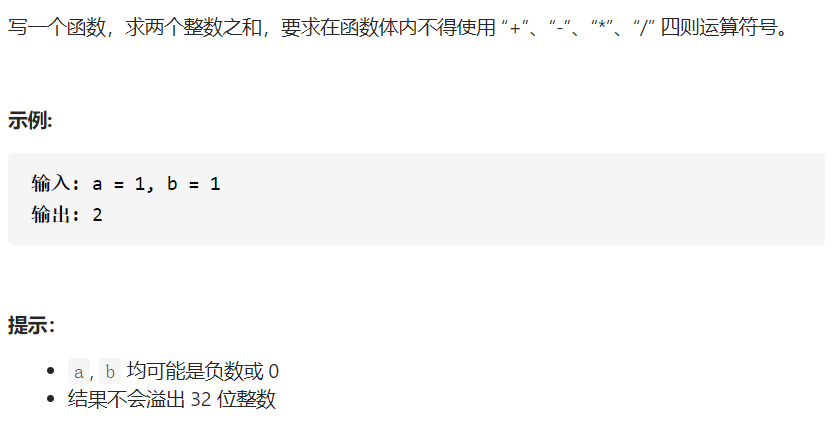 写一个函数，求两个整数之和，要求在函数体内不得使用 “+”、“-”、“*”、“/” 四则运算符号。
示例:
输入: a = 1, b = 1
输出: 2
提示：
• a, b 均可能是负数或 0
• 结果不会溢出 32 位整数